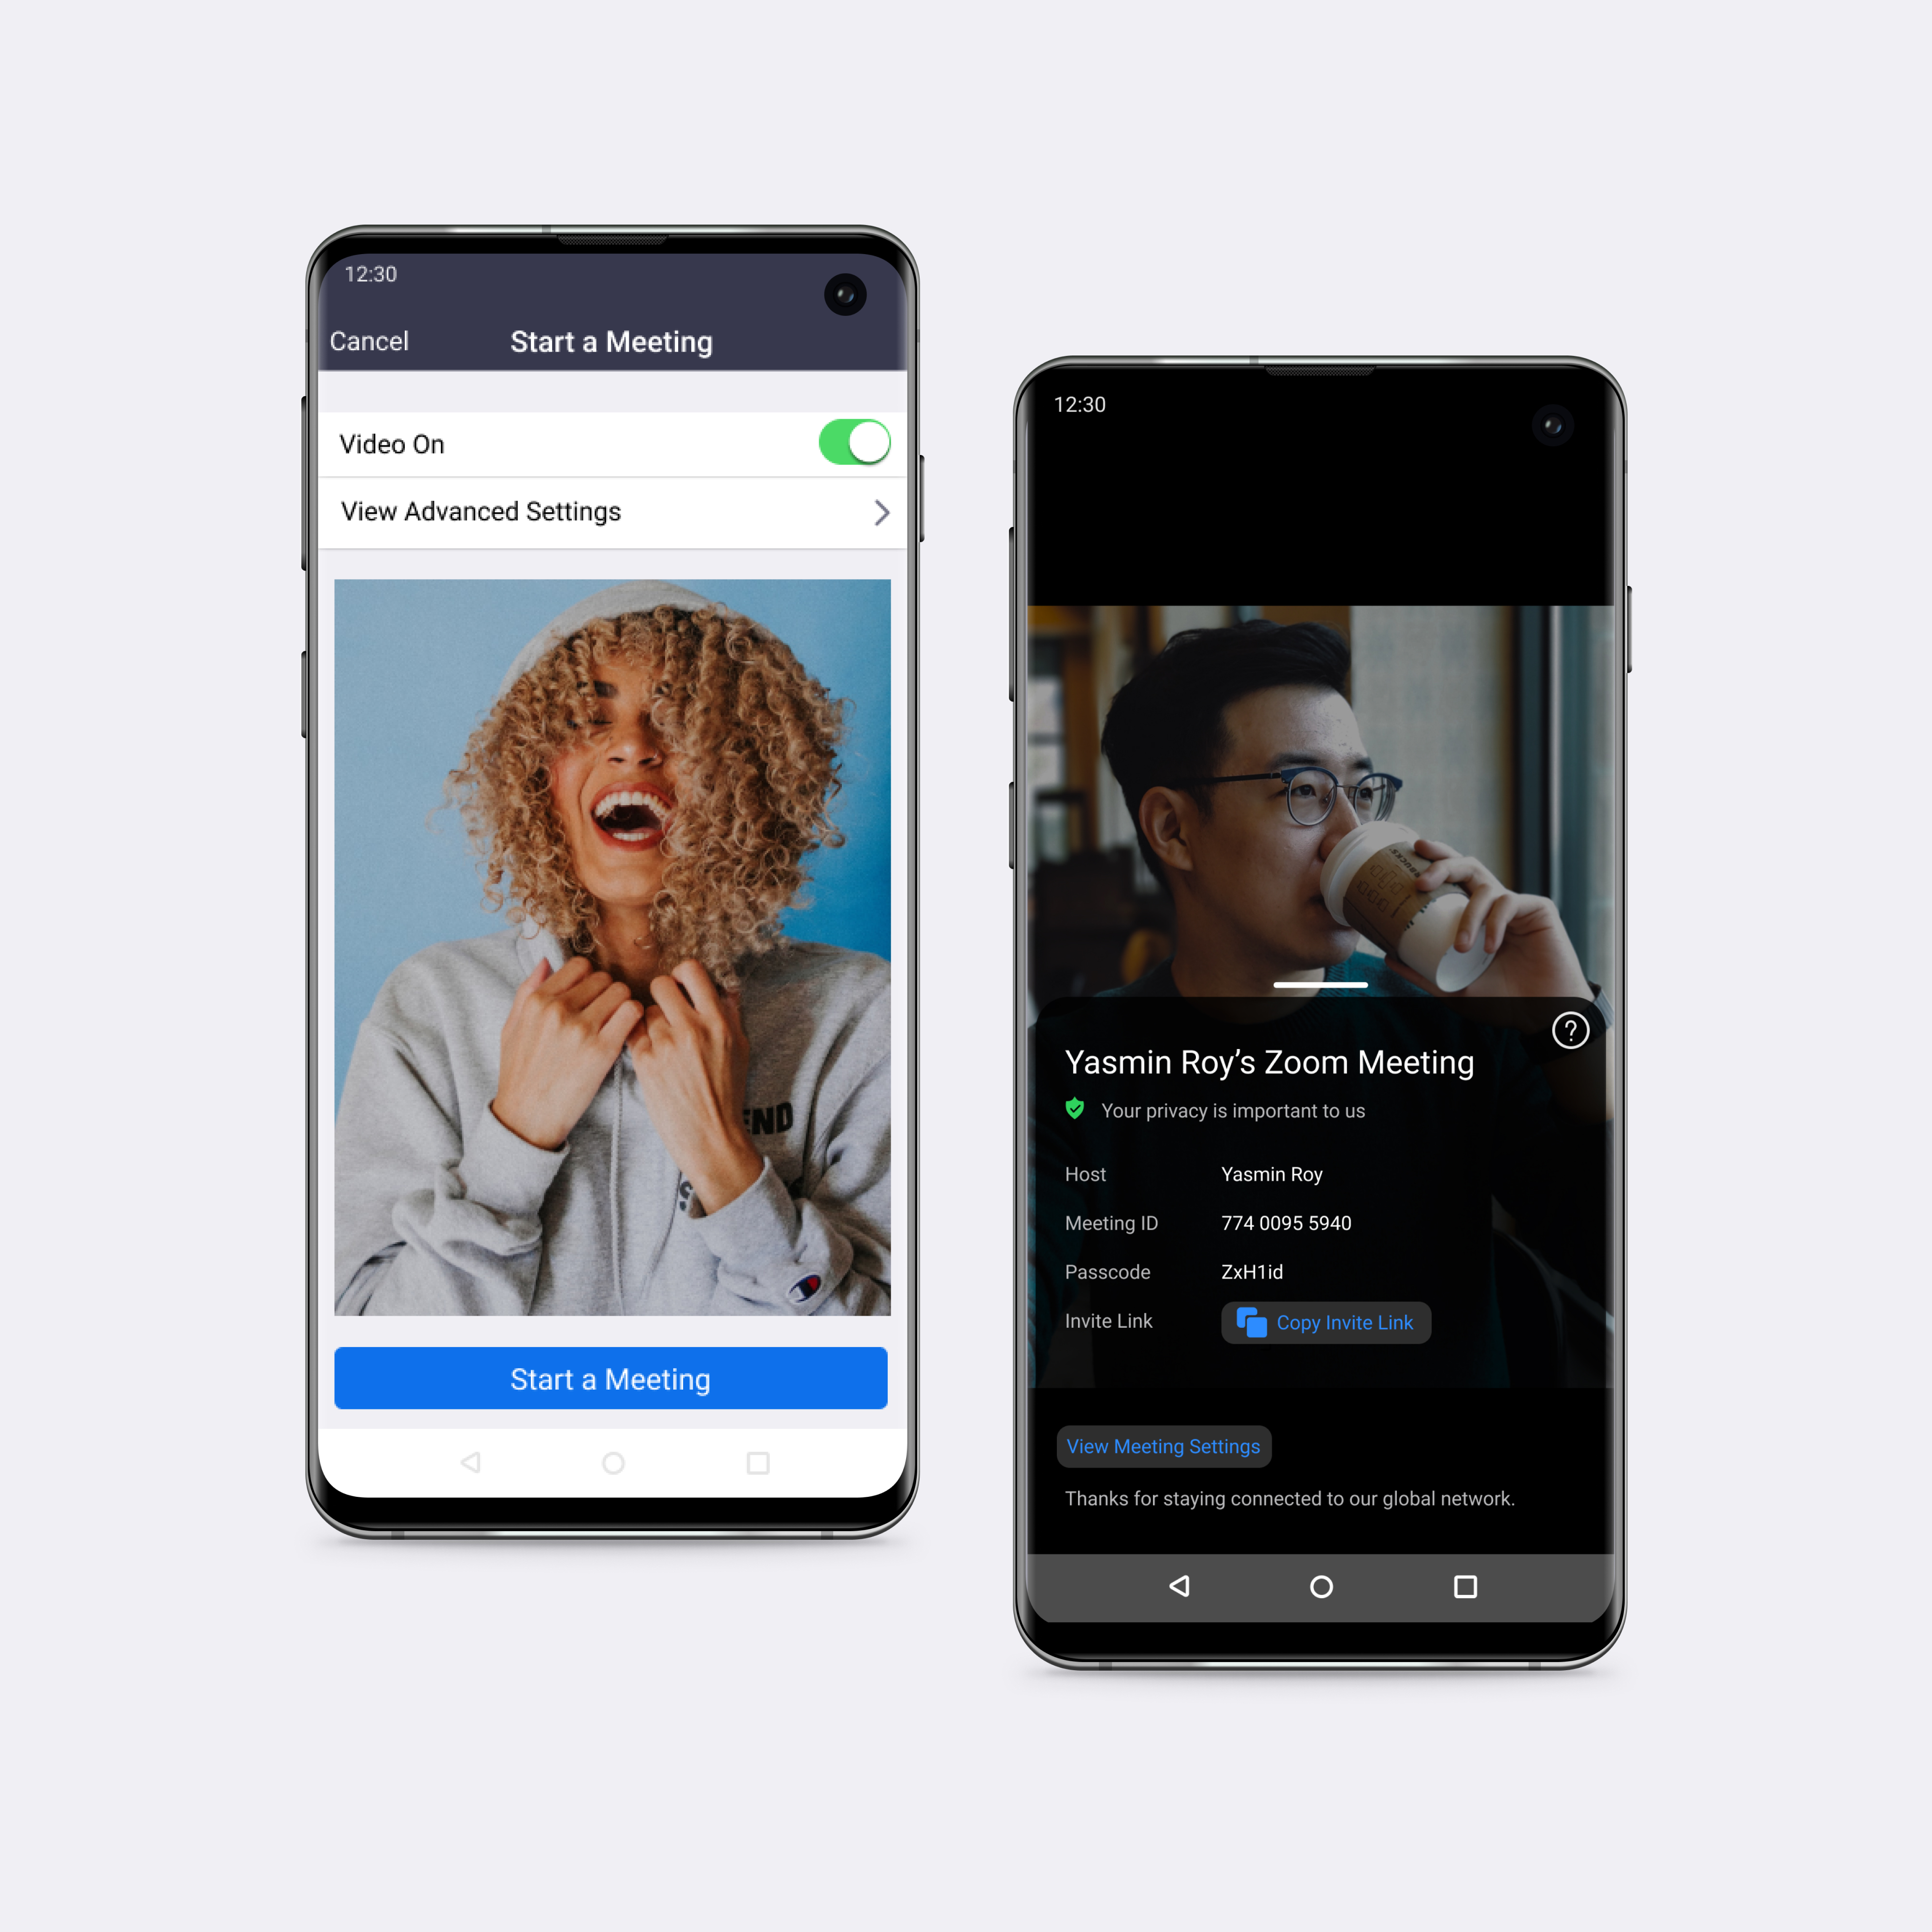 12:30
Cancel
Start a Meeting
Video On
View Advanced Settings
END
Start a Meeting
12:30
?
Yasmin Roy’s Zoom Meeting
Your privacy is important to us
Host Yasmin Roy
Meeting ID 774 0095 5940
Passcode ZxH1id
Invite Link Copy Invite Link
View Meeting Settings
Thanks for staying connected to our global network.